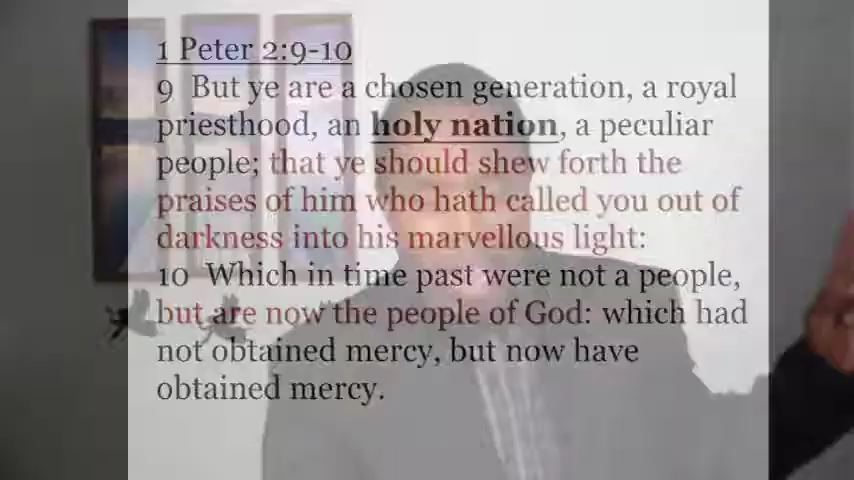 1 Peter 2:9-10
9 But ye are a chosen generation, a royal
priesthood, an holy nation, a peculiar
people; that ye should shew forth the
praises of him who hath called you out of
darkness into his marvellous light:
10 Which in time past were not a people,
but are now the people of God: which had
not obtained mercy, but now have
obtained mercy.